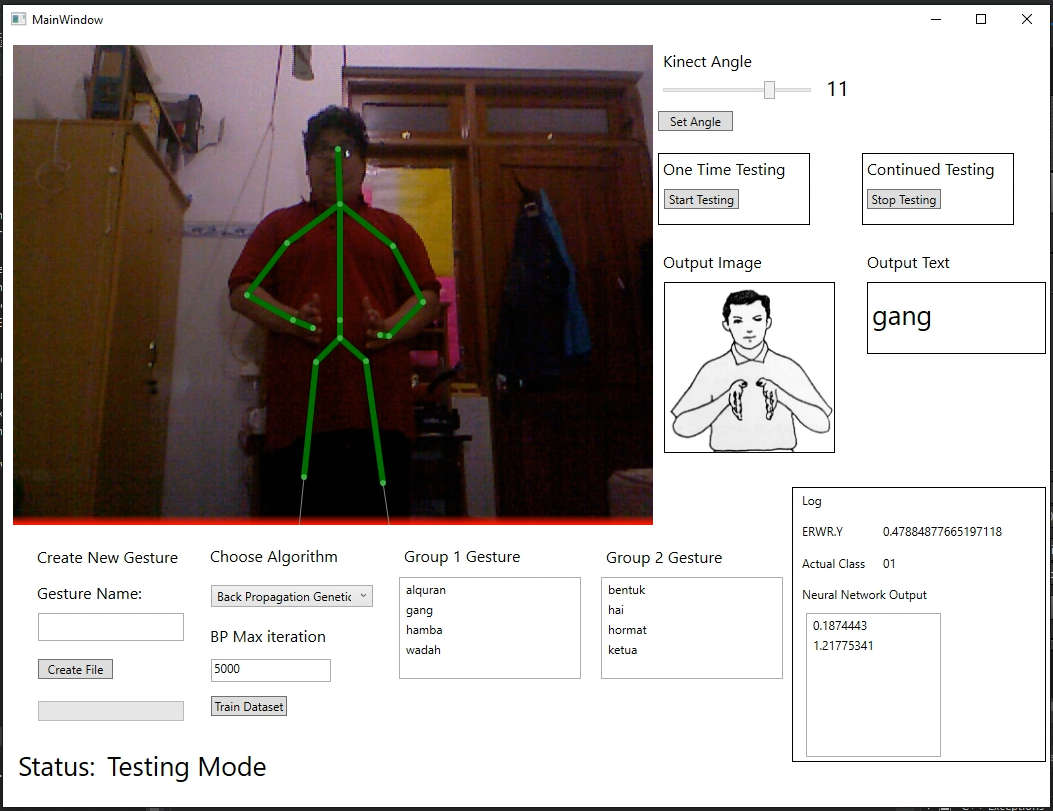 MainWindow
Kinect Angle
11
Set Angle
One Time Testing
Start Testing
Continued Testing
Stop Testing
Output Image
Output Text
gang
Create New Gesture
Gesture Name:
Create File
Choose Algorithm
Back Propagation Genetic
BP Max iteration
5000
Train Dataset
Group 1 Gesture
alquran
gang
hamba
wadah
Group 2 Gesture
bentuk
hai
hormat
ketua
Log
ERWR.Y 0.47884877665197118
Actual Class 01
Neural Network Output
0.1874443
1.21775341
Status: Testing Mode